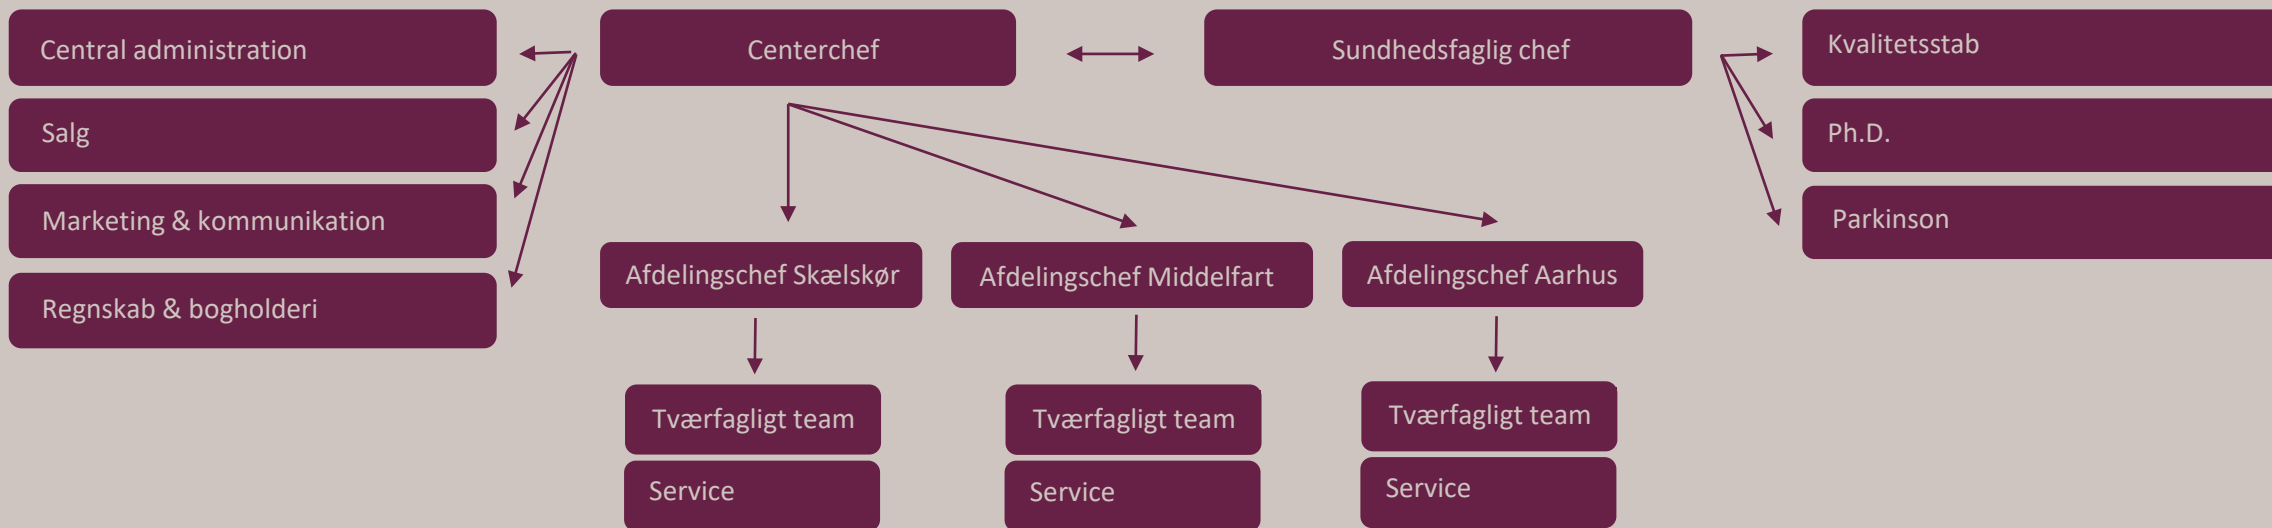 Central administration
Centerchef
Sundhedsfaglig chef
Kvalitetsstab
Salg
Ph.D.
Marketing & kommunikation
Parkinson
Regnskab & bogholderi
Afdelingschef Skælskør
Afdelingschef Middelfart
Afdelingschef Aarhus
Tværfagligt team
Tværfagligt team
Tværfagligt team
Service
Service
Service